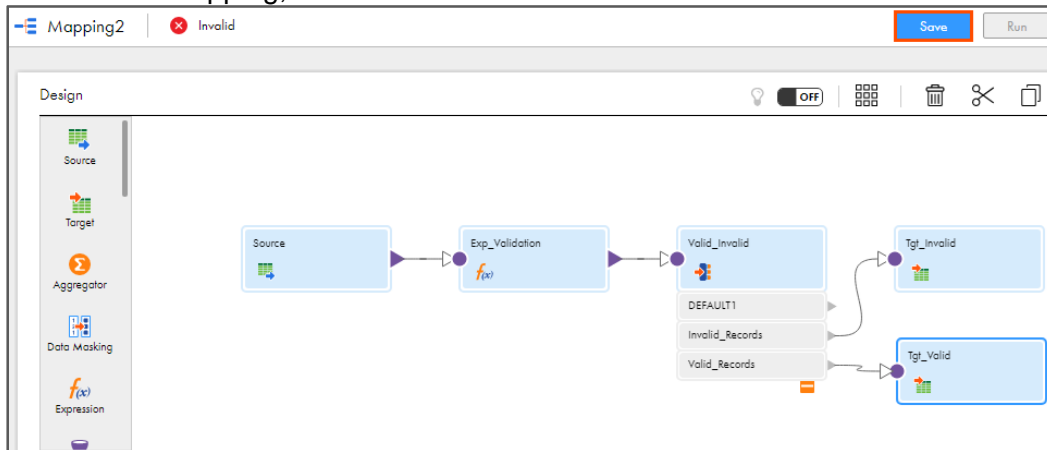 Mapping2 Invalid Save Run
Design OFF
Source
Target
Aggregator
Data Masking
f(x)
Expression
Source
Exp_Validation
f(x)
Valid_Invalid
DEFAULT1
Invalid_Records
Valid_Records
Tgt_Invalid
Tgt_Valid